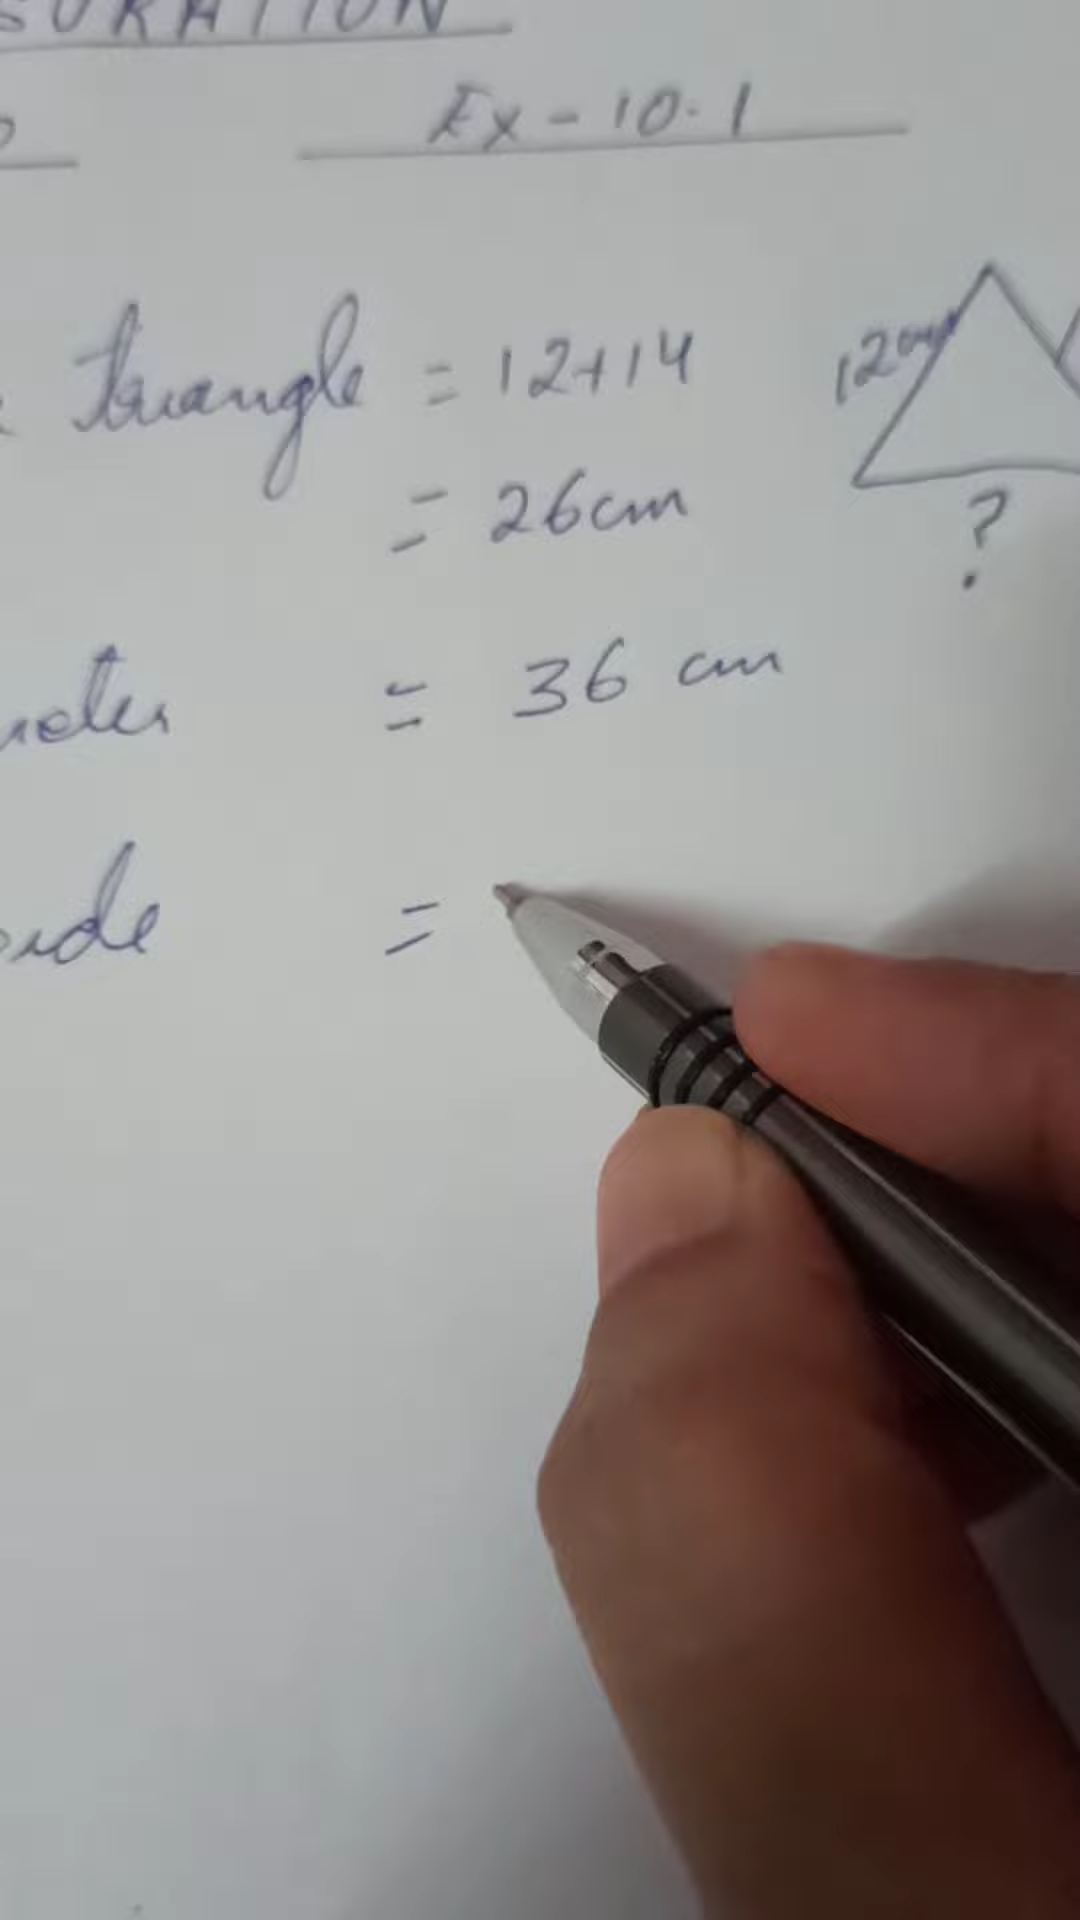 Ex - 10.1
Triangle = 12+14
12cm
= 26cm
?
= 36 cm
=